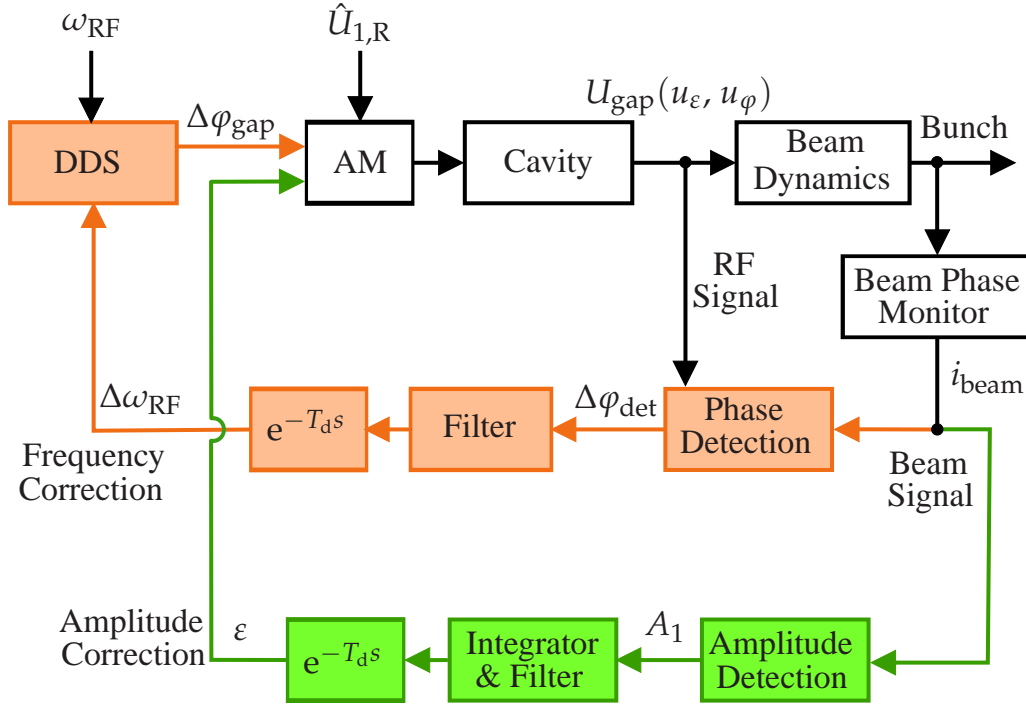 ω_RF
Û_1,R
Δφ_gap
U_gap(u_ε, u_φ)
Bunch
DDS
AM
Cavity
Beam
Dynamics
RF
Signal
Beam Phase
Monitor
i_beam
Δω_RF
e^−T_d s
Filter
Δφ_det
Phase
Detection
Frequency
Correction
Beam
Signal
Amplitude
Correction
ε
e^−T_d s
Integrator
& Filter
A_1
Amplitude
Detection